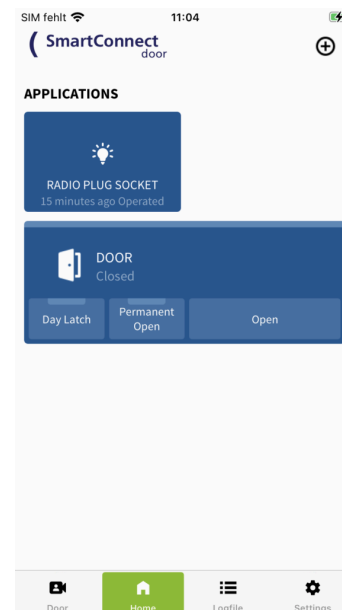 SIM fehlt 11:04
SmartConnect
door
APPLICATIONS
RADIO PLUG SOCKET
15 minutes ago Operated
DOOR
Closed
Day Latch
Permanent
Open
Open
Door
Home
Logfile
Settings